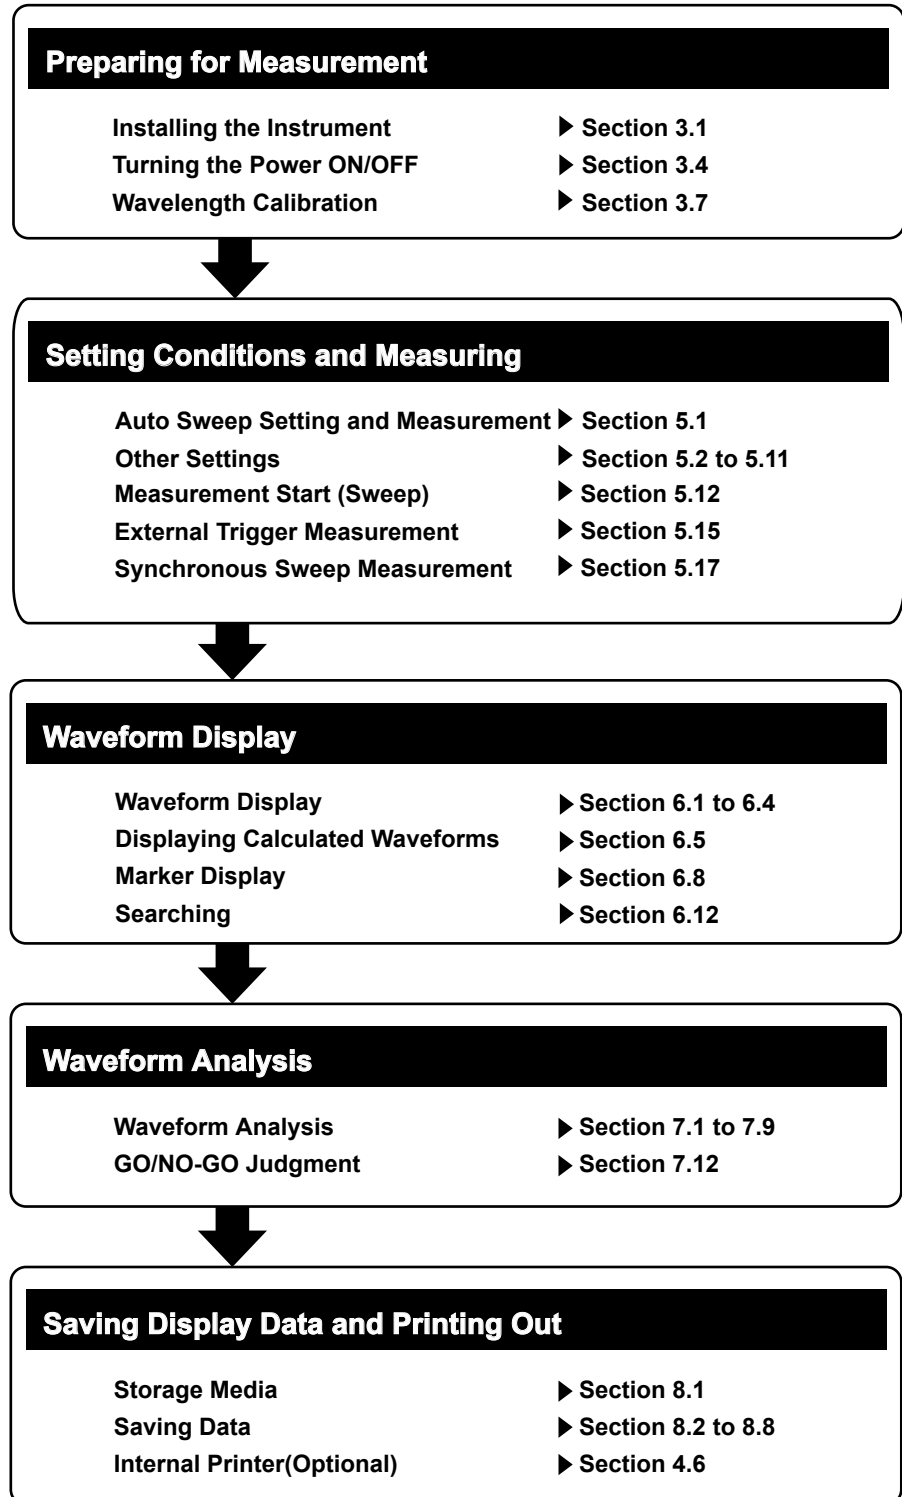 Preparing for Measurement
Installing the Instrument ▶ Section 3.1
Turning the Power ON/OFF ▶ Section 3.4
Wavelength Calibration ▶ Section 3.7
Setting Conditions and Measuring
Auto Sweep Setting and Measurement ▶ Section 5.1
Other Settings ▶ Section 5.2 to 5.11
Measurement Start (Sweep) ▶ Section 5.12
External Trigger Measurement ▶ Section 5.15
Synchronous Sweep Measurement ▶ Section 5.17
Waveform Display
Waveform Display ▶ Section 6.1 to 6.4
Displaying Calculated Waveforms ▶ Section 6.5
Marker Display ▶ Section 6.8
Searching ▶ Section 6.12
Waveform Analysis
Waveform Analysis ▶ Section 7.1 to 7.9
GO/NO-GO Judgment ▶ Section 7.12
Saving Display Data and Printing Out
Storage Media ▶ Section 8.1
Saving Data ▶ Section 8.2 to 8.8
Internal Printer(Optional) ▶ Section 4.6